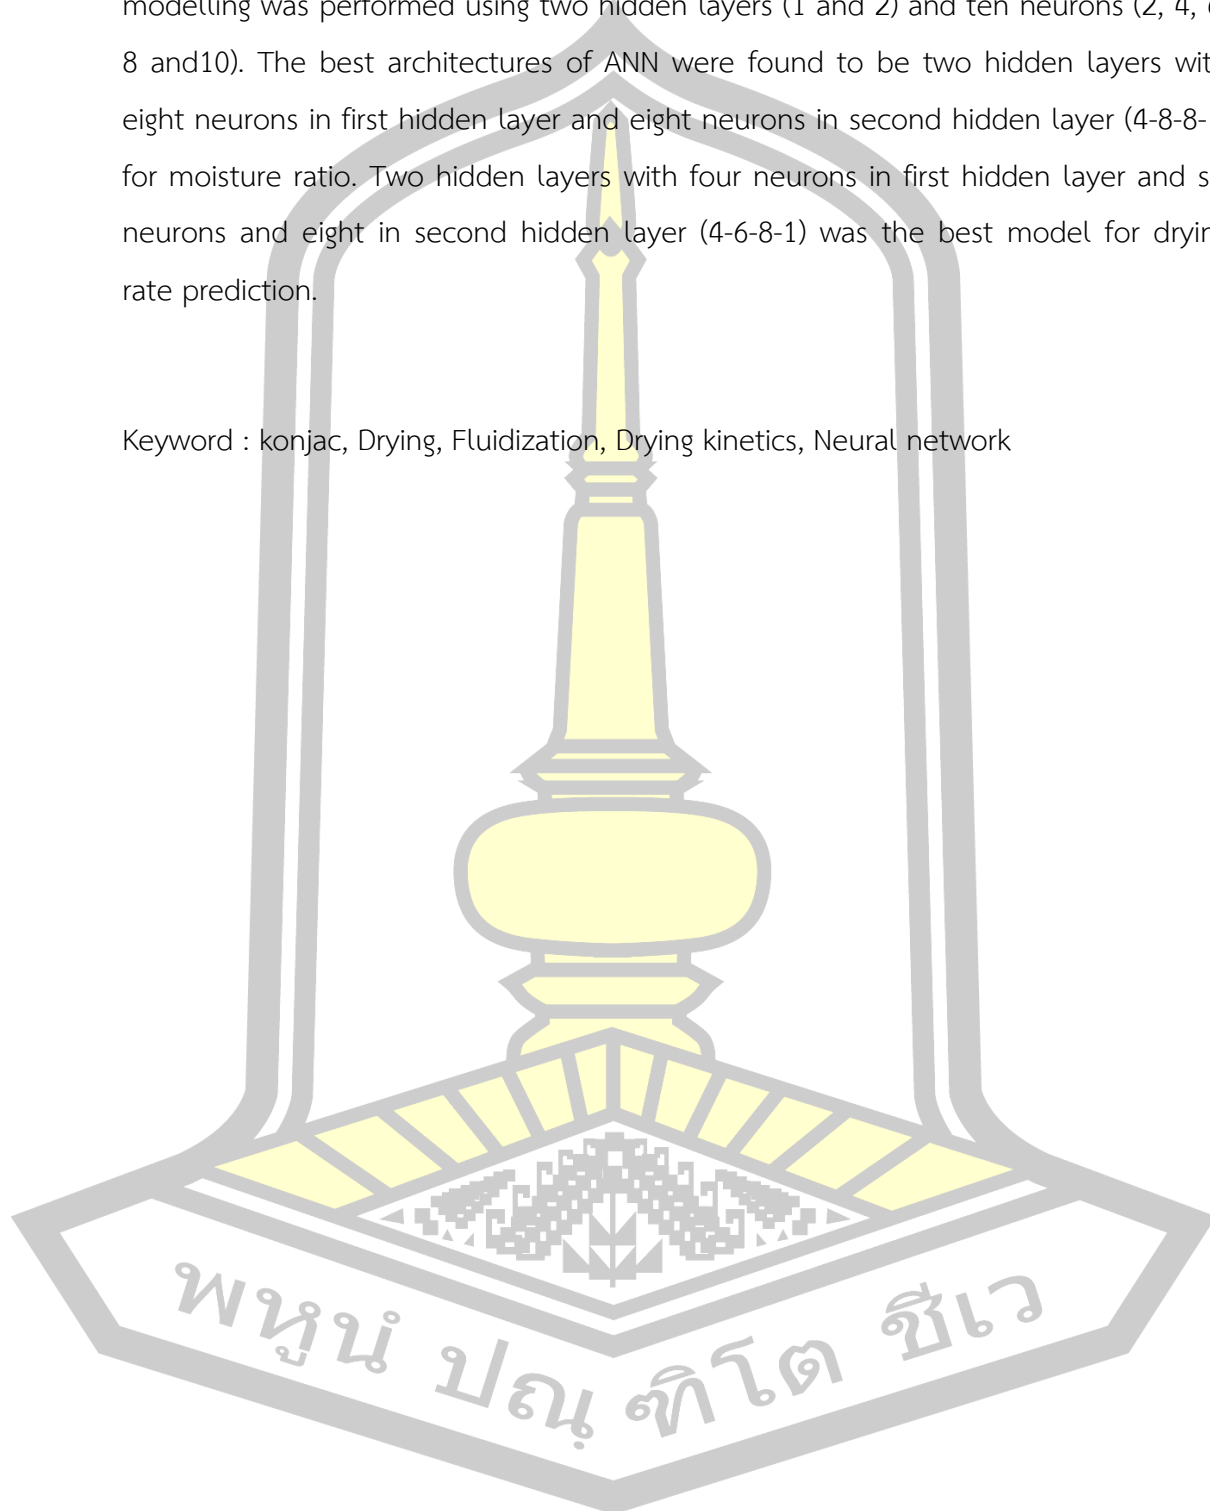 modelling was performed using two hidden layers (1 and 2) and ten neurons (2, 4,
8 and10). The best architectures of ANN were found to be two hidden layers wit
eight neurons in first hidden layer and eight neurons in second hidden layer (4-8-8-
for moisture ratio. Two hidden layers with four neurons in first hidden layer and s
neurons and eight in second hidden layer (4-6-8-1) was the best model for dryin
rate prediction.
Keyword : konjac, Drying, Fluidization, Drying kinetics, Neural network
พหูนํ ปณฺฑิโต ชีเว